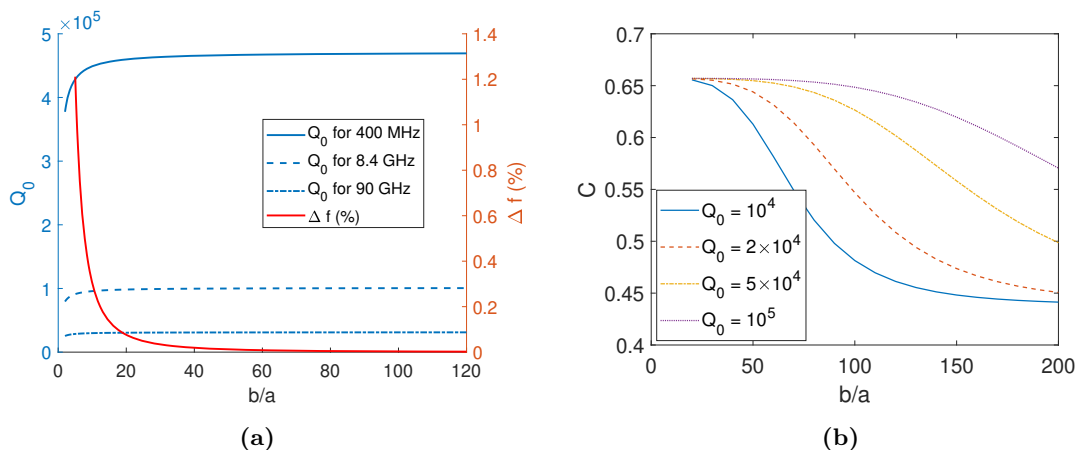 ×10^5
5
4
3
2
1
0
Q_0
1.4
1.2
1
0.8
0.6
0.4
0.2
0
Δ f (%)
Q_0 for 400 MHz
Q_0 for 8.4 GHz
Q_0 for 90 GHz
Δ f (%)
0 20 40 60 80 100 120
b/a
(a)
0.7
0.65
0.6
0.55
0.5
0.45
0.4
C
Q_0 = 10^4
Q_0 = 2×10^4
Q_0 = 5×10^4
Q_0 = 10^5
0 50 100 150 200
b/a
(b)